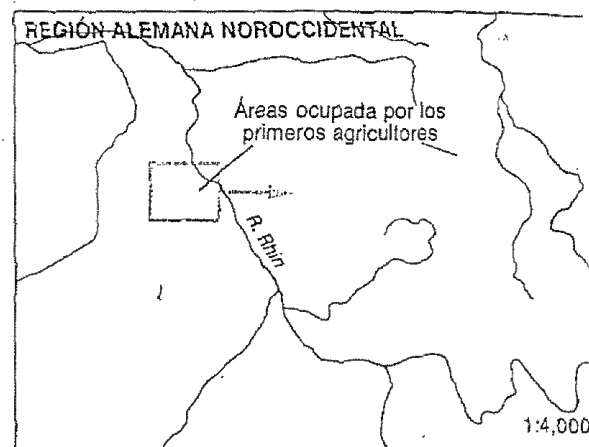 REGIÓN ALEMANA NOROCCIDENTAL
Áreas ocupada por los
primeros agricultores
R. Rhin
1:4,000